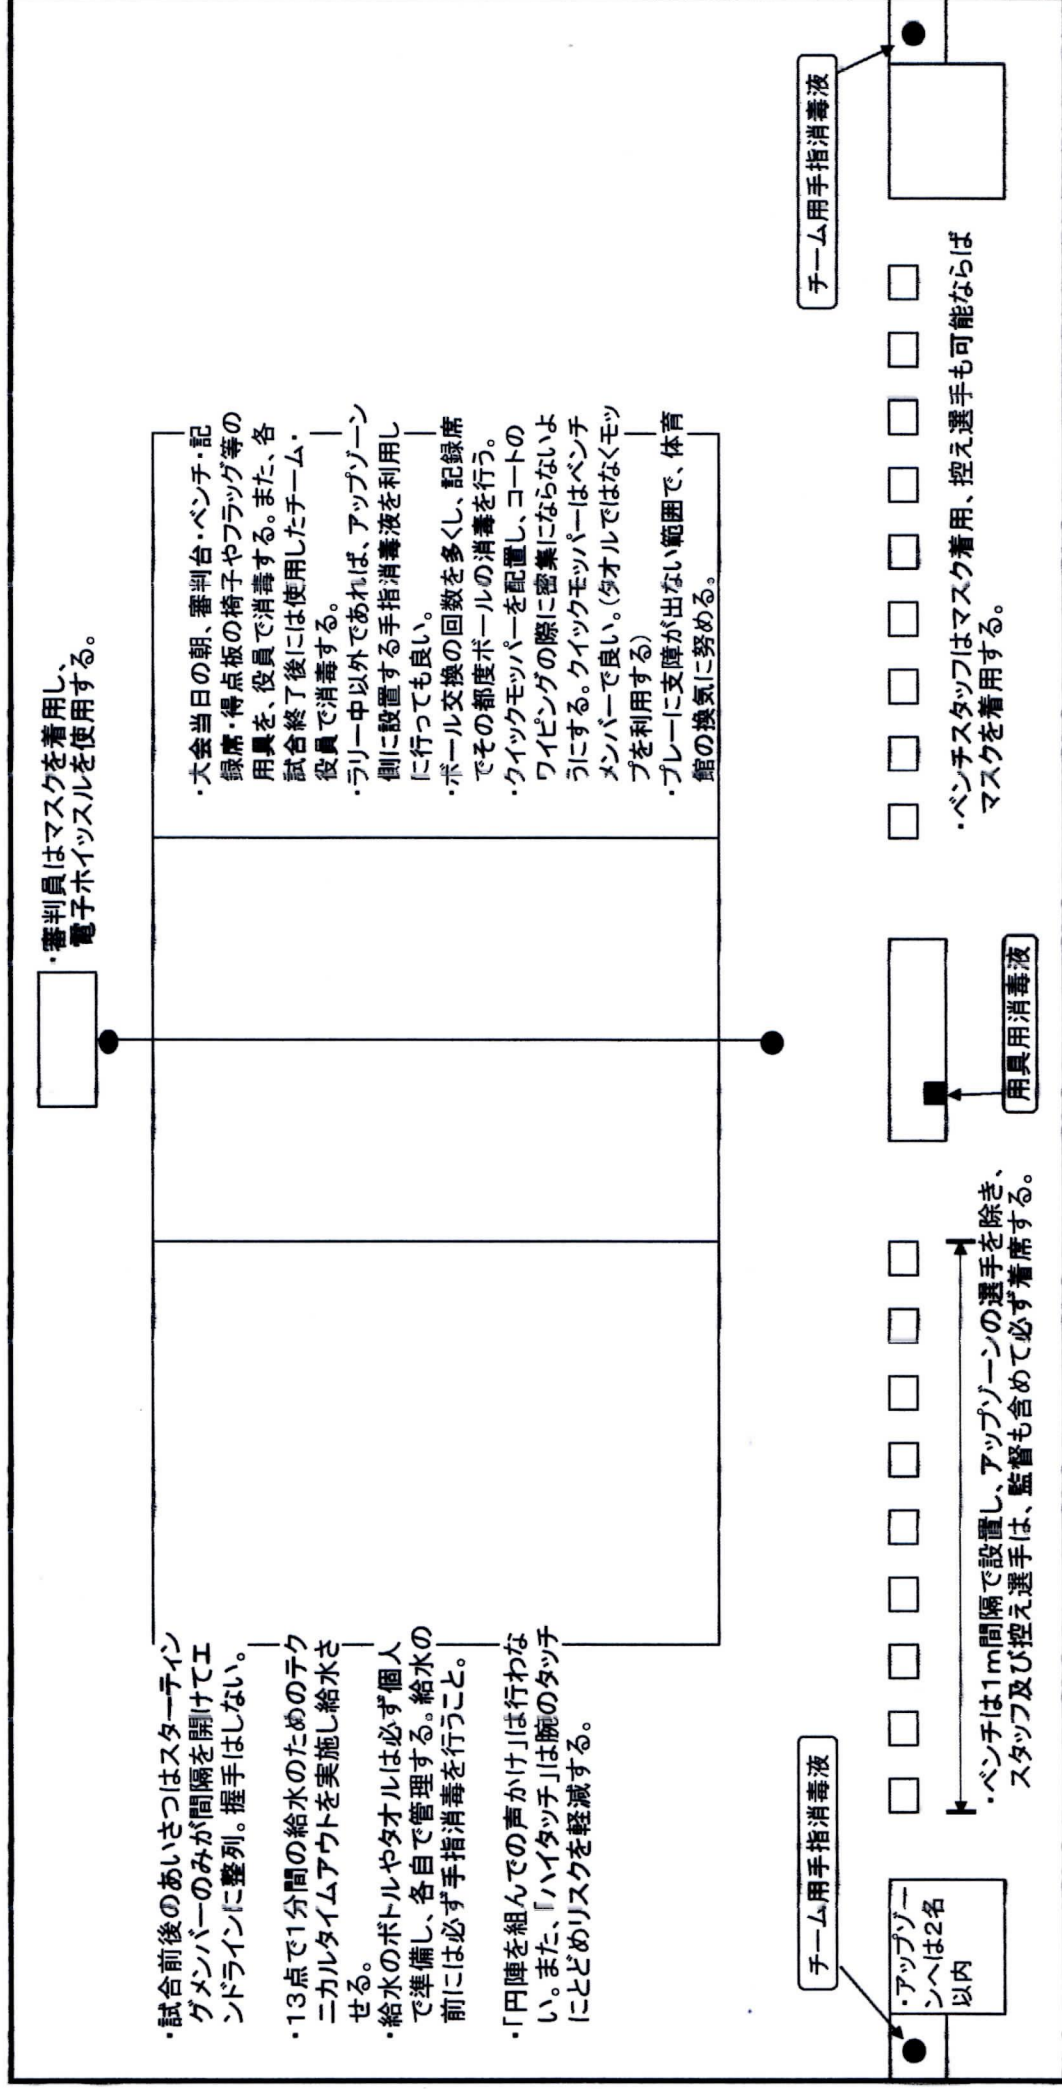 ・審判員はマスクを着用し、
電子ホイッスルを使用する。
・試合前後のあいさつはスターティン
グメンバーのみが間隔を開けてエ
ンドラインに整列。握手はしない。
・13点で1分間の給水のためのテク
ニカルタイムアウトを実施し給水さ
せる。
・給水のボトルやタオルは必ず個人
で準備し、各自で管理する。給水の
前には必ず手指消毒を行うこと。
・「円陣を組んでの声かけ」は行わな
い。また、「ハイタッチ」は腕のタッチ
にとどめリスクを軽減する。
・大会当日の朝、審判台・ベンチ・記
録席・得点板の椅子やフラッグ等の
用具を、役員で消毒する。また、各
試合終了後には使用したチーム・
役員で消毒する。
・ラリー中以外であれば、アップゾーン
側に設置する手指消毒液を利用し
に行っても良い。
・ボール交換の回数を多くし、記録席
でその都度ボールの消毒を行う。
・クイックモッパーを配置し、コートの
ワイピングの際に密集にならないよ
うにする。クイックモッパーはベンチ
メンバーで良い。(タオルではなくモッ
プを利用する)
・プレーに支障が出ない範囲で、体育
館の換気に努める。
チーム用手指消毒液
チーム用手指消毒液
・アップゾー
ンへは2名
以内
・ベンチは1m間隔で設置し、アップゾーンの選手を除き、
スタッフ及び控え選手は、監督も含めて必ず着席する。
用具用消毒液
・ベンチスタッフはマスク着用、控え選手も可能ならば
マスクを着用する。